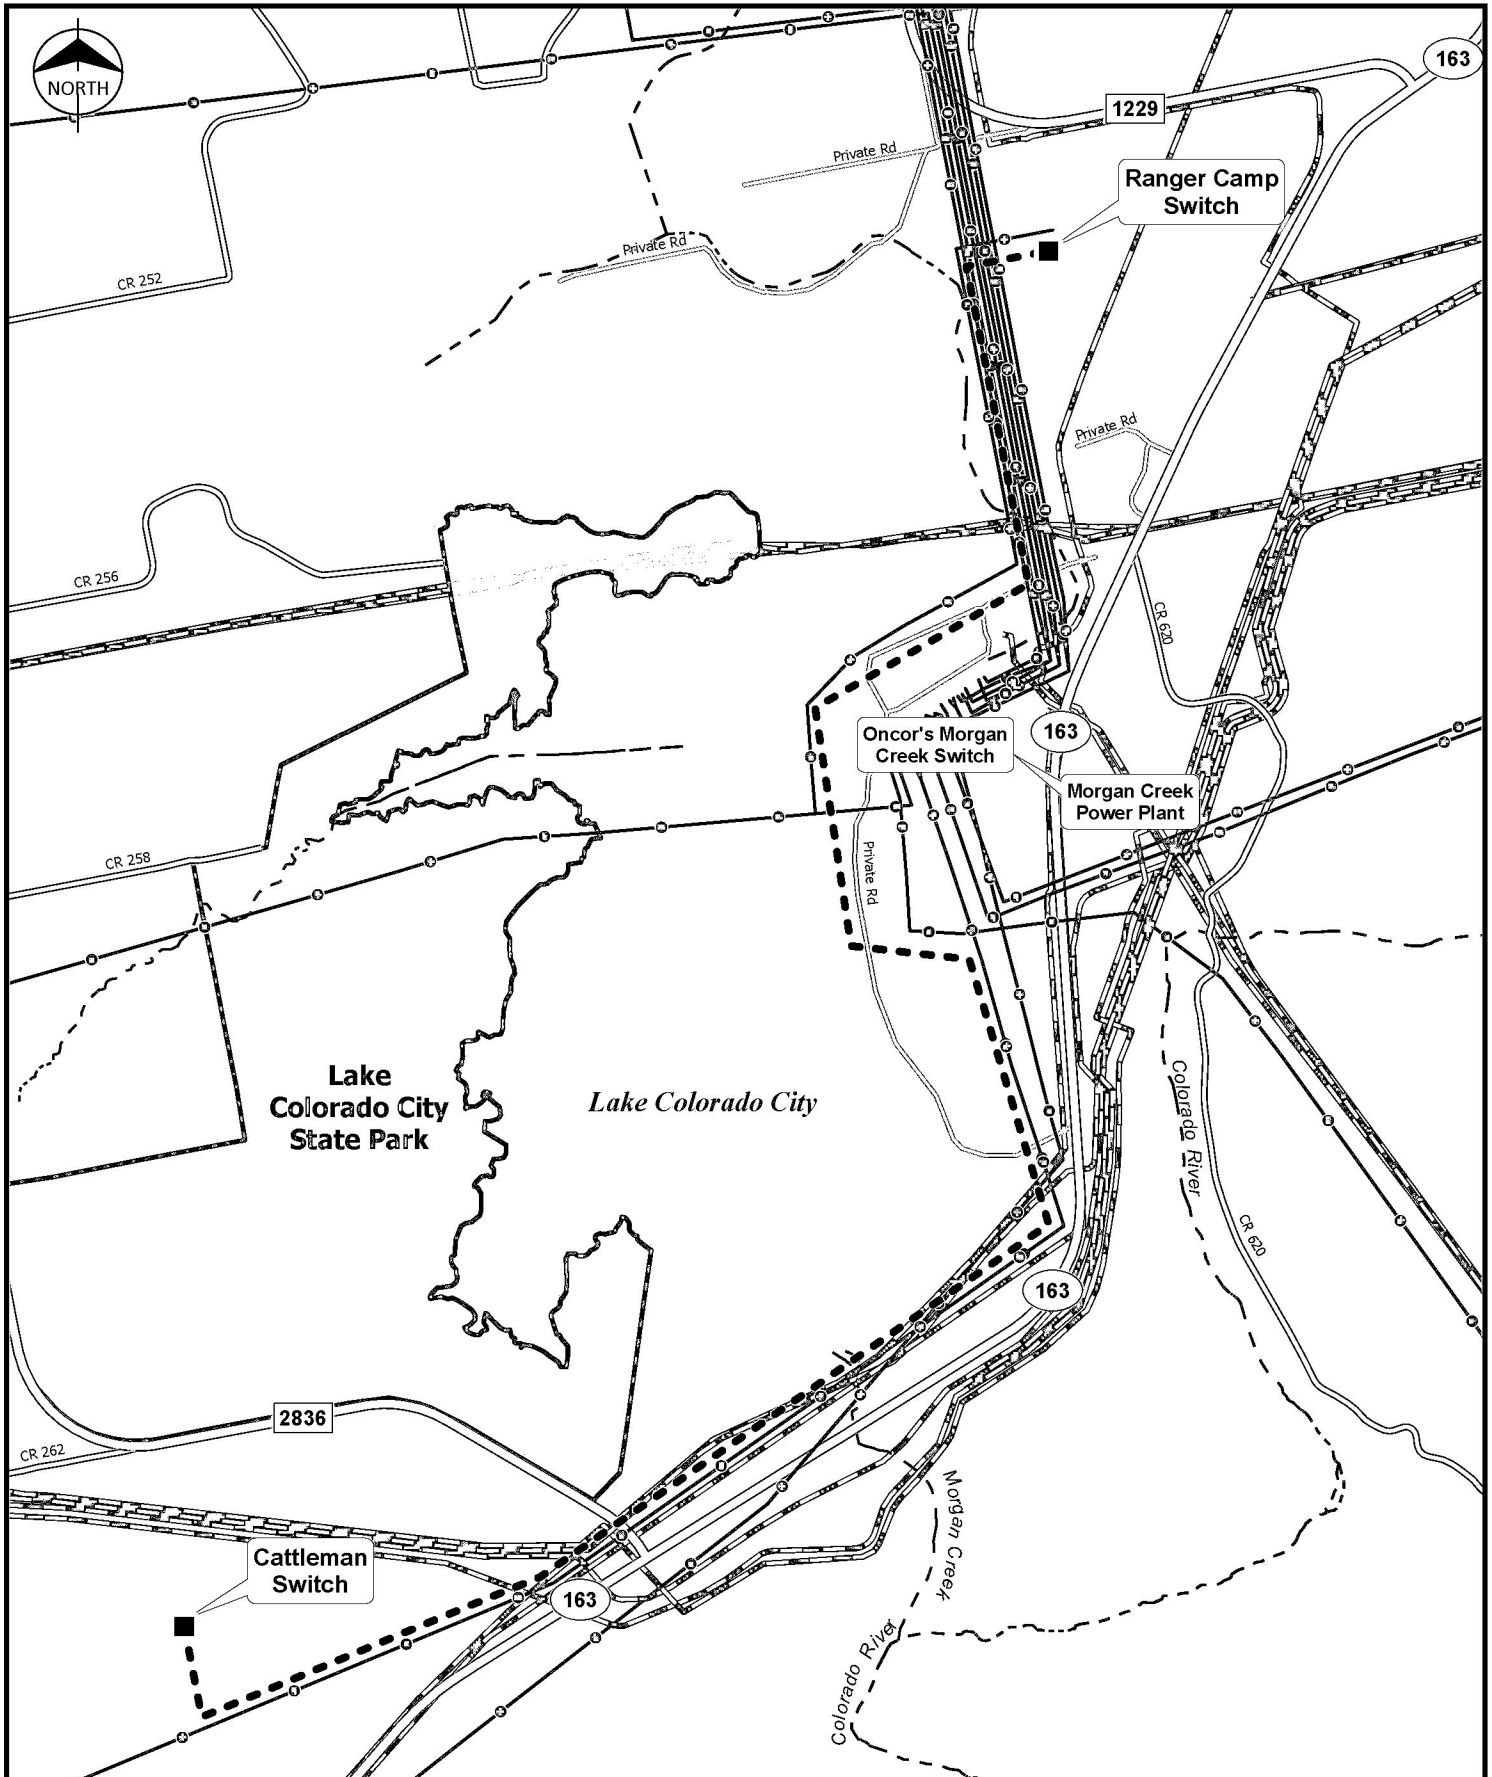 NORTH
163
1229
Private Rd
Ranger Camp
Switch
Private Rd
CR 252
Private Rd
CR 256
CR 620
Oncor's Morgan
Creek Switch
163
Morgan Creek
Power Plant
CR 258
Private Rd
Lake
Colorado City
State Park
Lake Colorado City
Colorado River
CR 620
163
2836
CR 262
Morgan Creek
Cattleman
Switch
163
Colorado River